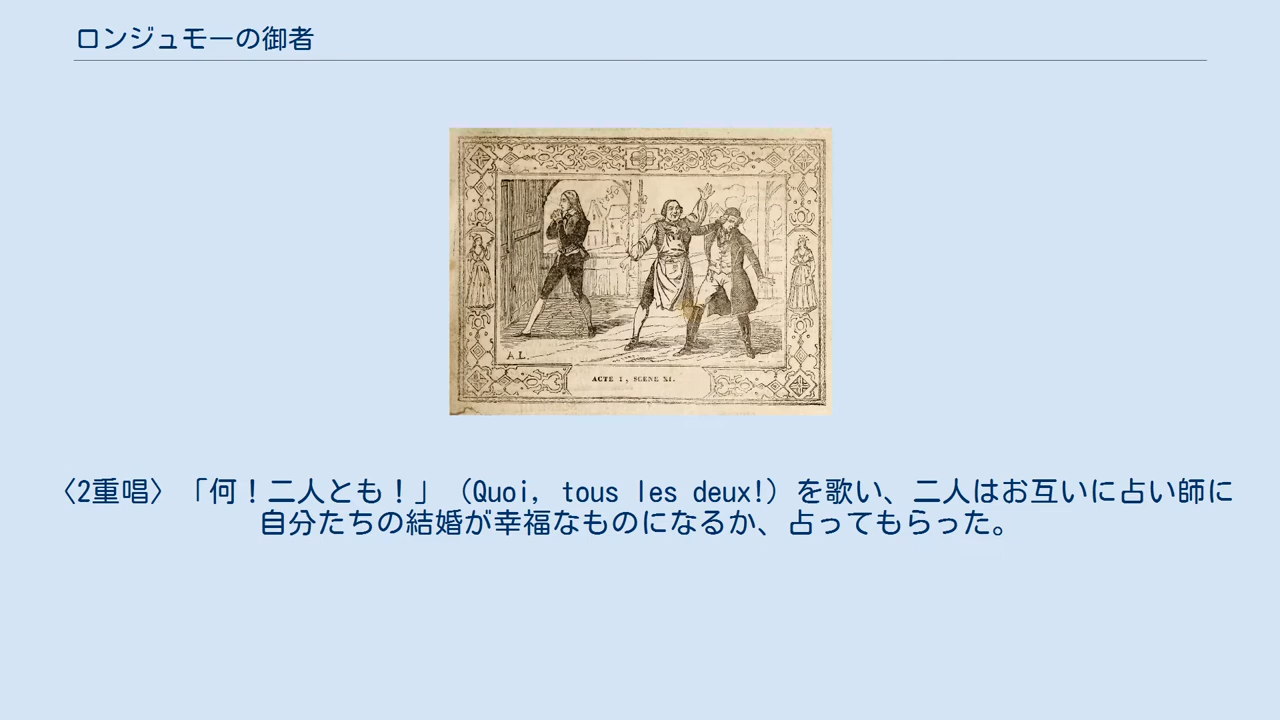 ロンジュモーの御者
A.L.
ACTE I, SCENE XI.
〈2重唱〉「何！二人とも！」（Quoi, tous les deux!）を歌い、二人はお互いに占い師に
自分たちの結婚が幸福なものになるか、占ってもらった。